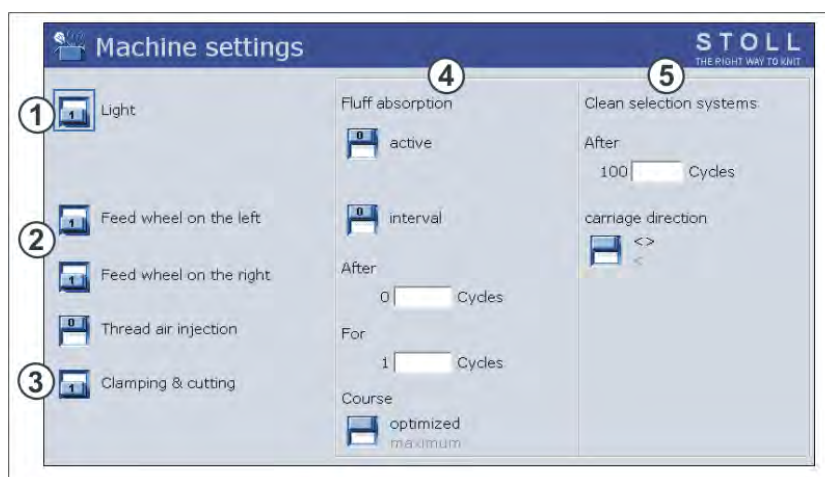 Machine settings
STOLL
THE RIGHT WAY TO KNIT
1
1
Light
2
1
Feed wheel on the left
1
Feed wheel on the right
0
Thread air injection
3
1
Clamping & cutting
4
Fluff absorption
0
active
0
interval
After
0 Cycles
For
1 Cycles
Course
optimized
maximum
5
Clean selection systems
After
100 Cycles
carriage direction
<>
<